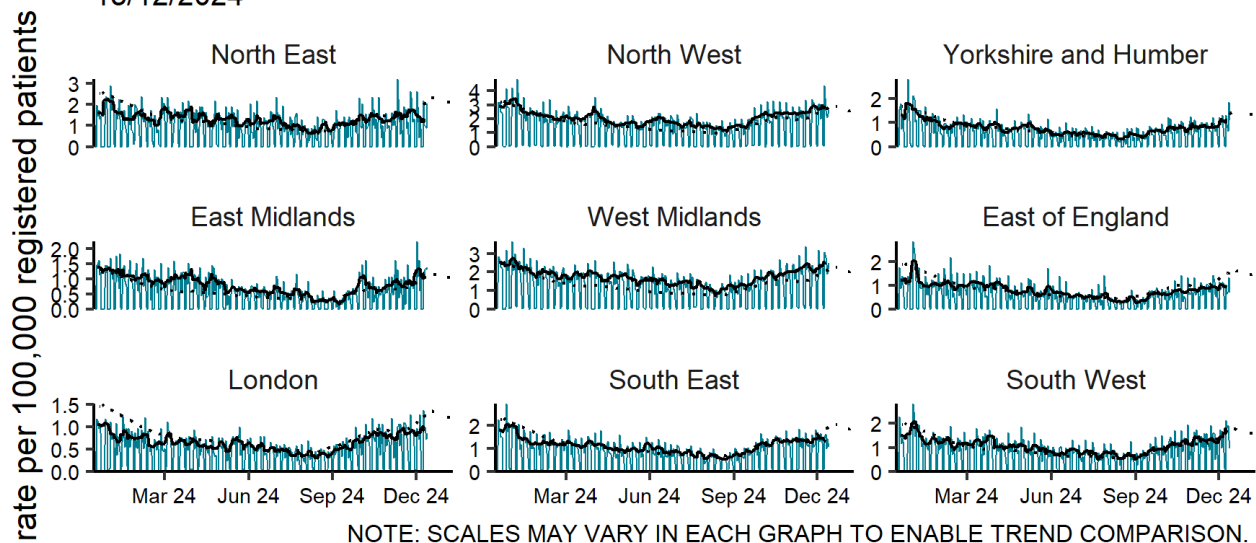 rate per 100,000 registered patients
North East
North West
Yorkshire and Humber
3
2
1
0
4
3
2
1
0
2
1
0
East Midlands
West Midlands
East of England
2.0
1.5
1.0
0.5
0.0
3
2
1
0
2
1
0
London
South East
South West
1.5
1.0
0.5
0.0
2
1
0
2
1
0
Mar 24 Jun 24 Sep 24 Dec 24
Mar 24 Jun 24 Sep 24 Dec 24
Mar 24 Jun 24 Sep 24 Dec 24
NOTE: SCALES MAY VARY IN EACH GRAPH TO ENABLE TREND COMPARISON.